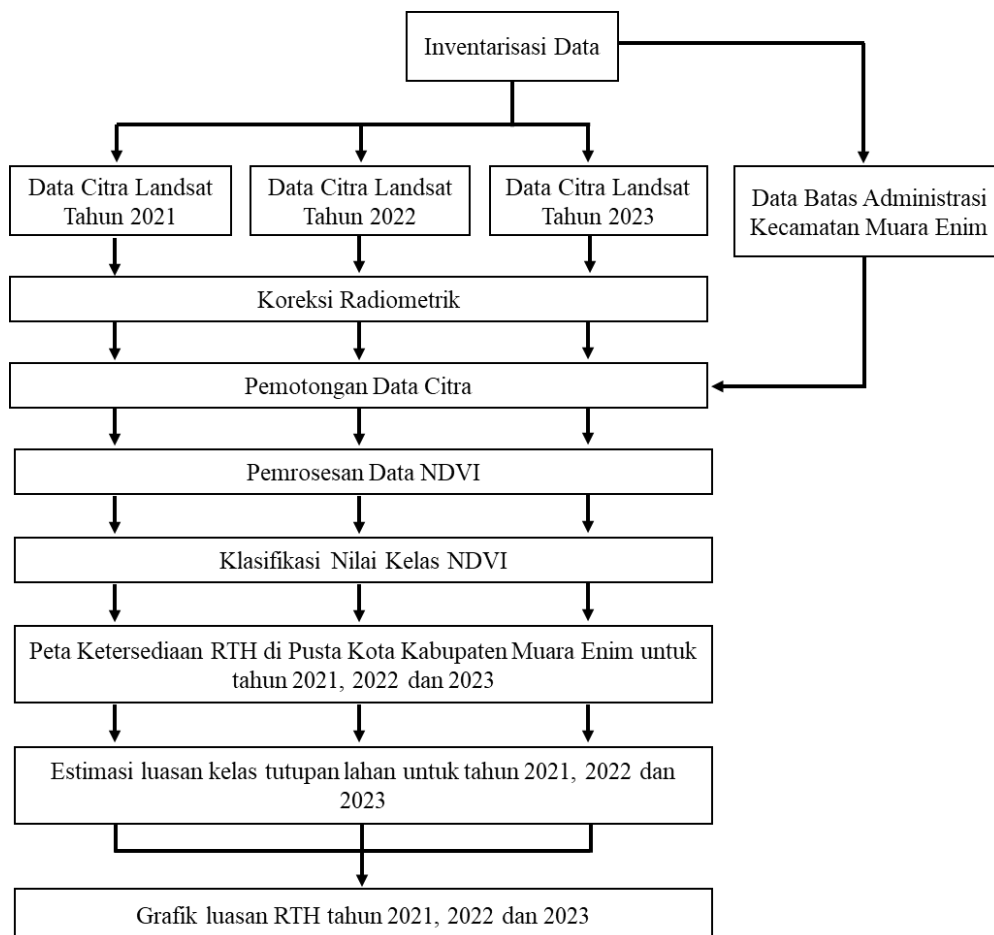 Inventarisasi Data
Data Citra Landsat
Tahun 2021
Data Citra Landsat
Tahun 2022
Data Citra Landsat
Tahun 2023
Data Batas Administrasi
Kecamatan Muara Enim
Koreksi Radiometrik
Pemotongan Data Citra
Pemrosesan Data NDVI
Klasifikasi Nilai Kelas NDVI
Peta Ketersediaan RTH di Pusta Kota Kabupaten Muara Enim untuk
tahun 2021, 2022 dan 2023
Estimasi luasan kelas tutupan lahan untuk tahun 2021, 2022 dan
2023
Grafik luasan RTH tahun 2021, 2022 dan 2023